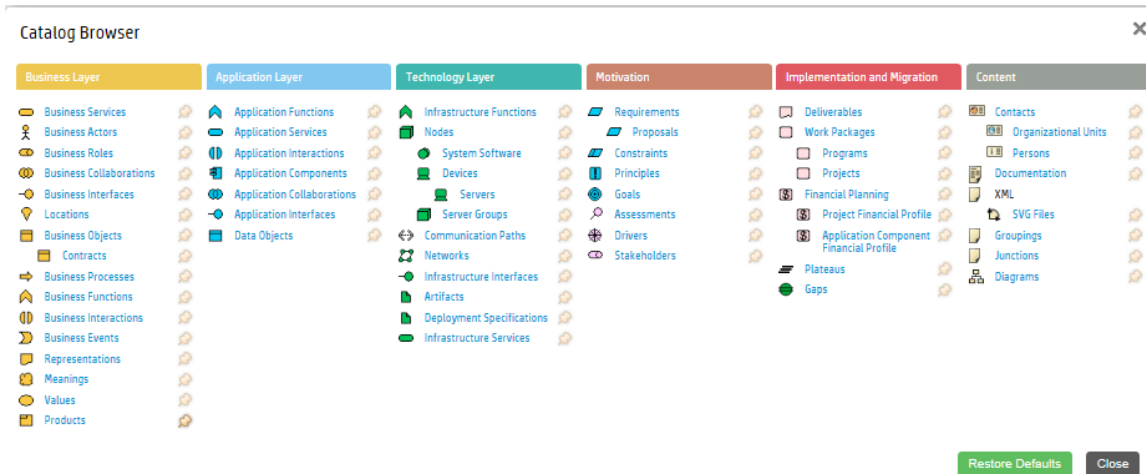 Catalog Browser
Business Layer
Business Services
Business Actors
Business Roles
Business Collaborations
Business Interfaces
Locations
Business Objects
Contracts
Business Processes
Business Functions
Business Interactions
Business Events
Representations
Meanings
Values
Products
Application Layer
Application Functions
Application Services
Application Interactions
Application Components
Application Collaborations
Application Interfaces
Data Objects
Technology Layer
Infrastructure Functions
Nodes
System Software
Devices
Servers
Server Groups
Communication Paths
Networks
Infrastructure Interfaces
Artifacts
Deployment Specifications
Infrastructure Services
Motivation
Requirements
Proposals
Constraints
Principles
Goals
Assessments
Drivers
Stakeholders
Implementation and Migration
Deliverables
Work Packages
Programs
Projects
Financial Planning
Project Financial Profile
Application Component
Financial Profile
Plateaus
Gaps
Content
Contacts
Organizational Units
Persons
Documentation
XML
SVG Files
Groupings
Junctions
Diagrams
Restore Defaults
Close